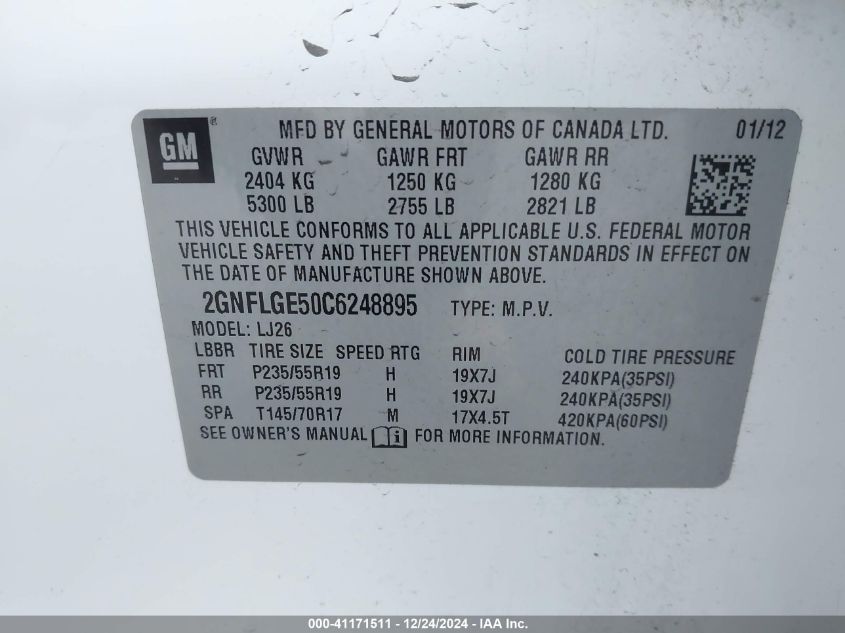 GM ® MFD BY GENERAL MOTORS OF CANADA LTD. 01/12
GVWR GAWR FRT GAWR RR
2404 KG 1250 KG 1280 KG
5300 LB 2755 LB 2821 LB
THIS VEHICLE CONFORMS TO ALL APPLICABLE U.S. FEDERAL MOTOR
VEHICLE SAFETY AND THEFT PREVENTION STANDARDS IN EFFECT ON
THE DATE OF MANUFACTURE SHOWN ABOVE.
2GNFLGE50C6248895 TYPE: M.P.V.
MODEL: LJ26
LBBR TIRE SIZE SPEED RTG RIM COLD TIRE PRESSURE
FRT P235/55R19 H 19X7J 240KPA(35PSI)
RR P235/55R19 H 19X7J 240KPA(35PSI)
SPA T145/70R17 M 17X4.5T 420KPA(60PSI)
SEE OWNER'S MANUAL i FOR MORE INFORMATION.
000-41171511 - 12/24/2024 - IAA Inc.